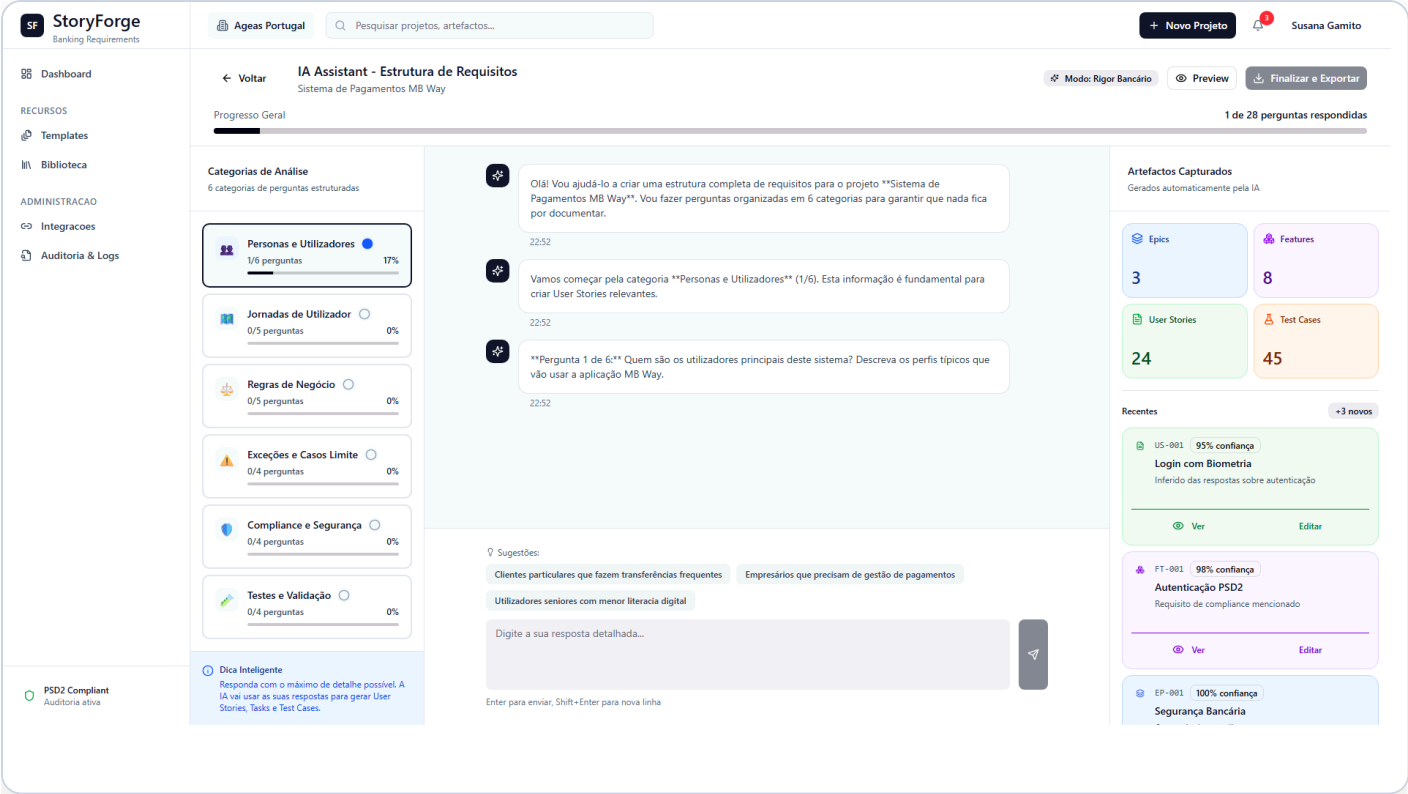 SF
StoryForge
Banking Requirements
Ageas Portugal
Pesquisar projetos, artefactos...
Novo Projeto
3
Susana Gamito
Dashboard
RECURSOS
Templates
Biblioteca
ADMINISTRACAO
Integracoes
Auditoria & Logs
PSD2 Compliant
Auditoria ativa
Voltar
IA Assistant - Estrutura de Requisitos
Sistema de Pagamentos MB Way
Modo: Rigor Bancário
Preview
Finalizar e Exportar
Progresso Geral
1 de 28 perguntas respondidas
Categorias de Análise
6 categorias de perguntas estruturadas
Personas e Utilizadores
1/6 perguntas
17%
Jornadas de Utilizador
0/5 perguntas
0%
Regras de Negócio
0/5 perguntas
0%
Exceções e Casos Limite
0/4 perguntas
0%
Compliance e Segurança
0/4 perguntas
0%
Testes e Validação
0/4 perguntas
0%
Dica Inteligente
Responda com o máximo de detalhe possível. A
IA vai usar as suas respostas para gerar User
Stories, Tasks e Test Cases.
Olá! Vou ajudá-lo a criar uma estrutura completa de requisitos para o projeto **Sistema de
Pagamentos MB Way**. Vou fazer perguntas organizadas em 6 categorias para garantir que nada fica
por documentar.
22:52
Vamos começar pela categoria **Personas e Utilizadores** (1/6). Esta informação é fundamental para
criar User Stories relevantes.
22:52
**Pergunta 1 de 6:** Quem são os utilizadores principais deste sistema? Descreva os perfis típicos que
vão usar a aplicação MB Way.
22:52
Sugestões:
Clientes particulares que fazem transferências frequentes
Empresários que precisam de gestão de pagamentos
Utilizadores seniores com menor literacia digital
Digite a sua resposta detalhada...
Enter para enviar, Shift+Enter para nova linha
Artefactos Capturados
Gerados automaticamente pela IA
Epics
3
Features
8
User Stories
24
Test Cases
45
Recentes
+3 novos
US-001
95% confiança
Login com Biometria
Inferido das respostas sobre autenticação
Ver
Editar
FT-001
98% confiança
Autenticação PSD2
Requisito de compliance mencionado
Ver
Editar
EP-001
100% confiança
Segurança Bancária